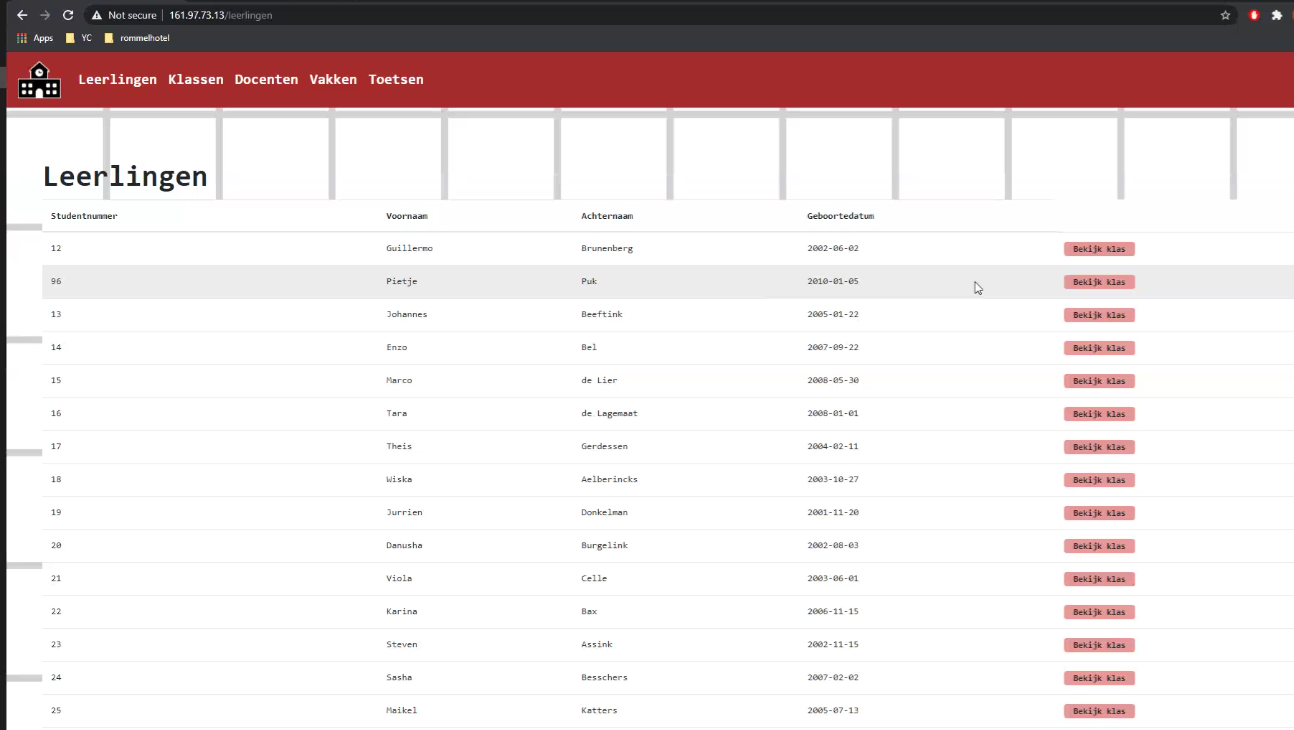 Not secure | 161.97.73.13/leerlingen
Apps YC rommelhotel
Leerlingen Klassen Docenten Vakken Toetsen
Leerlingen
Studentnummer Voornaam Achternaam Geboortedatum
12 Guillermo Brunenberg 2002-06-02 Bekijk klas
96 Pietje Puk 2010-01-05 Bekijk klas
13 Johannes Beeftink 2005-01-22 Bekijk klas
14 Enzo Bel 2007-09-22 Bekijk klas
15 Marco de Lier 2008-05-30 Bekijk klas
16 Tara de Lagemaat 2008-01-01 Bekijk klas
17 Theis Gerdessen 2004-02-11 Bekijk klas
18 Wiska Aelberincks 2003-10-27 Bekijk klas
19 Jurrien Donkelman 2001-11-20 Bekijk klas
20 Danusha Burgelink 2002-08-03 Bekijk klas
21 Viola Celle 2003-06-01 Bekijk klas
22 Karina Bax 2006-11-15 Bekijk klas
23 Steven Assink 2002-11-15 Bekijk klas
24 Sasha Besschers 2007-02-02 Bekijk klas
25 Maikel Katters 2005-07-13 Bekijk klas